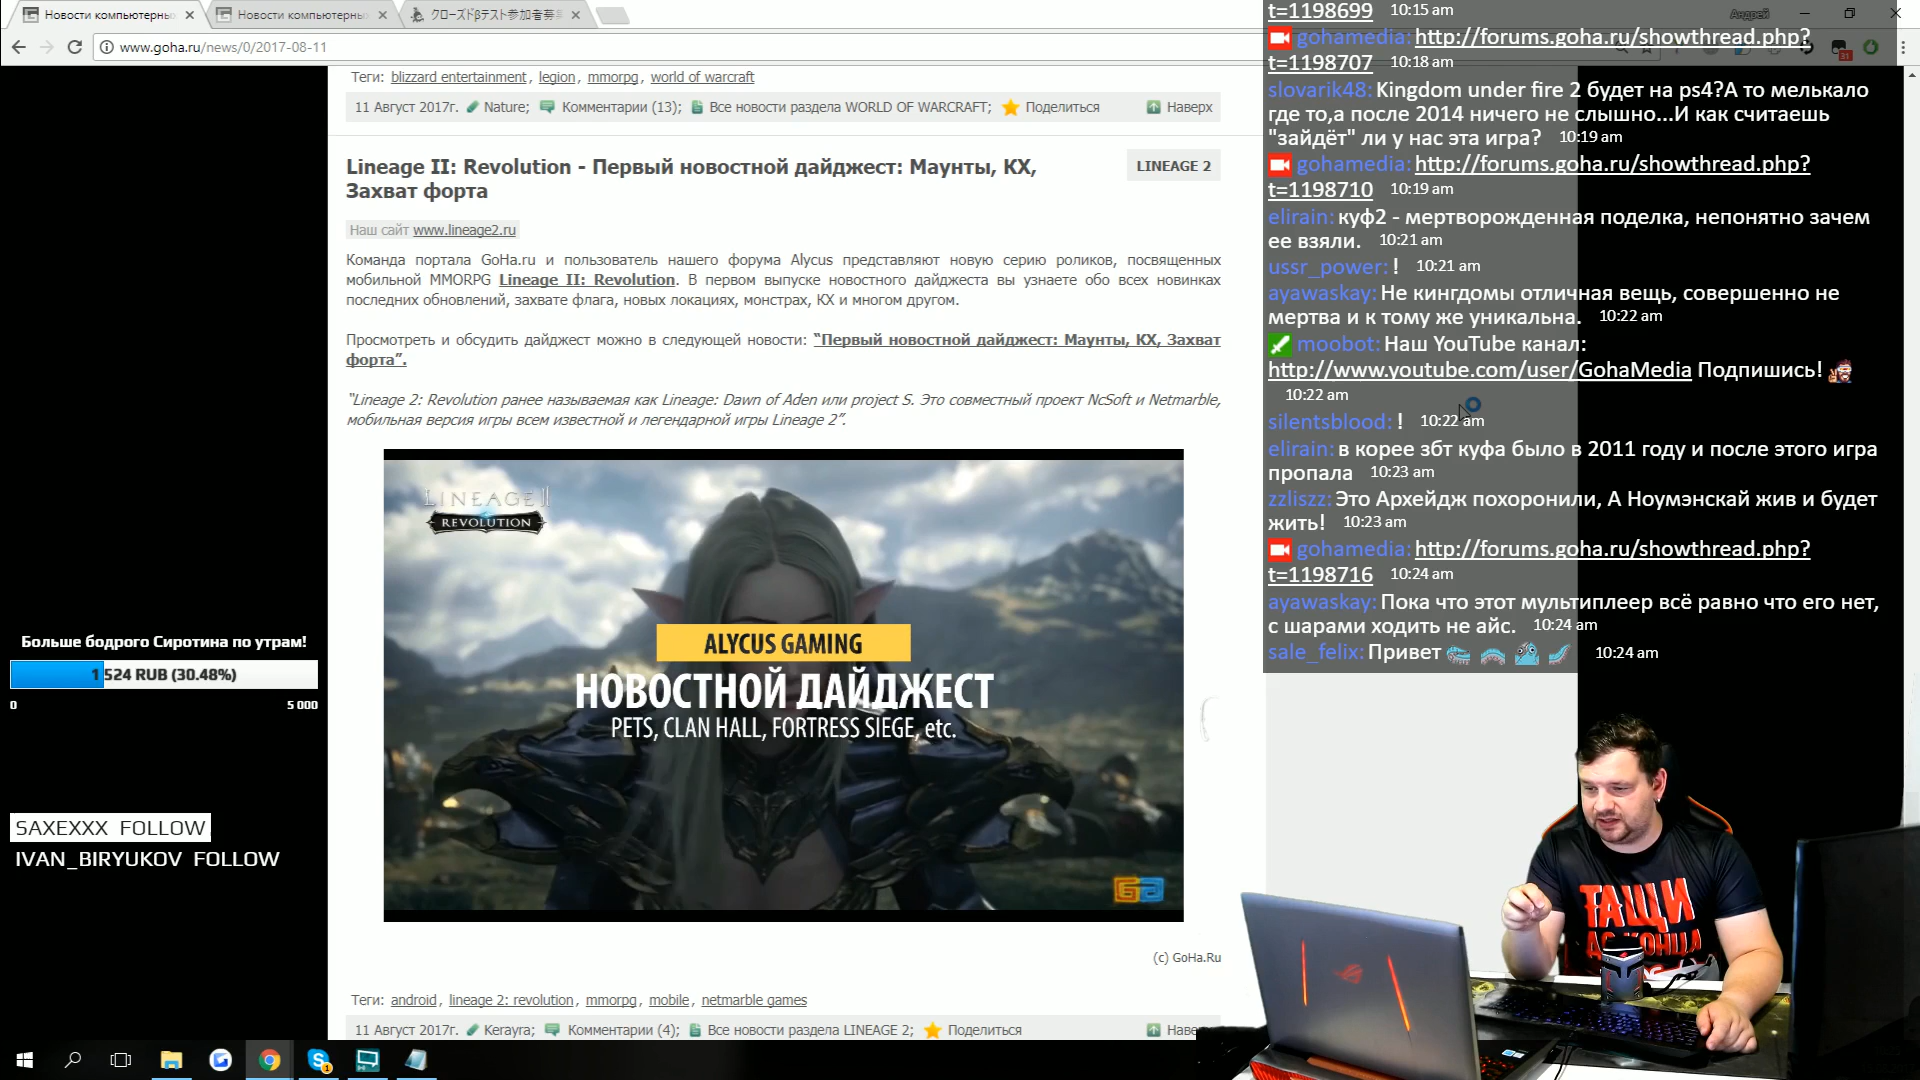 Новости компьютерных
Новости компьютерны
クローズドβテスト参加者募集
Андрей
www.goha.ru/news/0/2017-08-11
31
Теги: blizzard entertainment, legion, mmorpg, world of warcraft
11 Август 2017г. Nature; Комментарии (13); Все новости раздела WORLD OF WARCRAFT; Поделиться Наверх
Lineage II: Revolution - Первый новостной дайджест: Маунты, КХ,
Захват форта
LINEAGE 2
Наш сайт www.lineage2.ru
Команда портала GoHa.ru и пользователь нашего форума Alycus представляют новую серию роликов, посвященных
мобильной MMORPG Lineage II: Revolution. В первом выпуске новостного дайджеста вы узнаете обо всех новинках
последних обновлений, захвате флага, новых локациях, монстрах, КХ и многом другом.
Просмотреть и обсудить дайджест можно в следующей новости: “Первый новостной дайджест: Маунты, КХ, Захват
форта”.
“Lineage 2: Revolution ранее называемая как Lineage: Dawn of Aden или project S. Это совместный проект NcSoft и Netmarble,
мобильная версия игры всем известной и легендарной игры Lineage 2”.
LINEAGE II
REVOLUTION
ALYCUS GAMING
НОВОСТНОЙ ДАЙДЖЕСТ
PETS, CLAN HALL, FORTRESS SIEGE, etc.
(c) GoHa.Ru
Теги: android, lineage 2: revolution, mmorpg, mobile, netmarble games
11 Август 2017г. Kerayra; Комментарии (4); Все новости раздела LINEAGE 2; Поделиться Наве
Больше бодрого Сиротина по утрам!
1 524 RUB (30.48%)
0 5 000
SAXEXXX FOLLOW
IVAN_BIRYUKOV FOLLOW
t=1198699 10:15 am
gohamedia: http://forums.goha.ru/showthread.php?
t=1198707 10:18 am
slovarik48: Kingdom under fire 2 будет на ps4?А то мелькало
где то,а после 2014 ничего не слышно...И как считаешь
"зайдёт" ли у нас эта игра? 10:19 am
gohamedia: http://forums.goha.ru/showthread.php?
t=1198710 10:19 am
elirain: куф2 - мертворожденная поделка, непонятно зачем
ее взяли. 10:21 am
ussr_power: ! 10:21 am
ayawaskay: Не кингдомы отличная вещь, совершенно не
мертва и к тому же уникальна. 10:22 am
moobot: Наш YouTube канал:
http://www.youtube.com/user/GohaMedia Подпишись!
10:22 am
silentsblood: ! 10:22 am
elirain: в корее збт куфа было в 2011 году и после этого игра
пропала 10:23 am
zzliszz: Это Архейдж похоронили, А Ноумэнскай жив и будет
жить! 10:23 am
gohamedia: http://forums.goha.ru/showthread.php?
t=1198716 10:24 am
ayawaskay: Пока что этот мультиплеер всё равно что его нет,
с шарами ходить не айс. 10:24 am
sale_felix: Привет 10:24 am
ТАЩИ
ДО КОНЦА
1